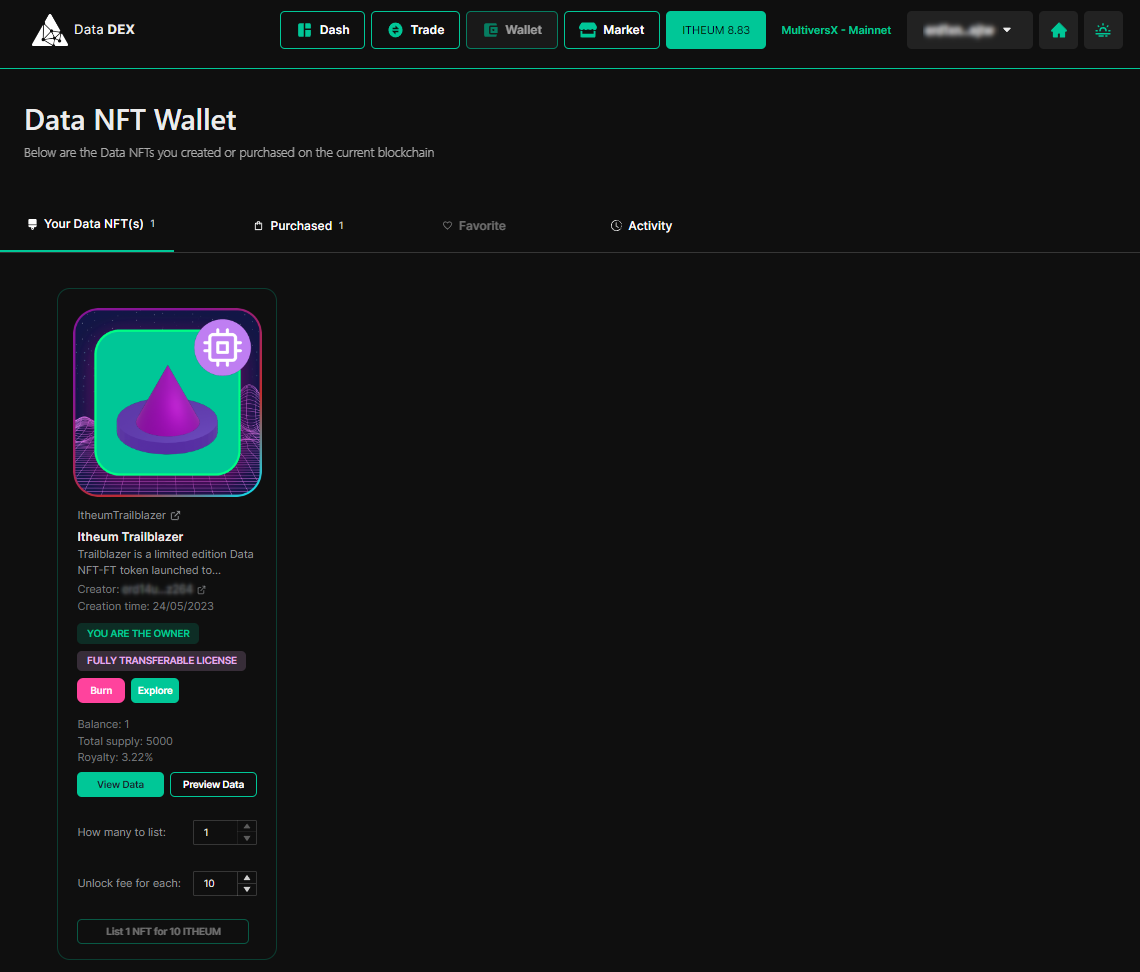 Data DEX
Dash
Trade
Wallet
Market
ITHEUM 8.83
MultiversX - Mainnet
Data NFT Wallet
Below are the Data NFTs you created or purchased on the current blockchain
Your Data NFT(s) 1
Purchased 1
Favorite
Activity
ItheumTrailblazer
Itheum Trailblazer
Trailblazer is a limited edition Data
NFT-FT token launched to...
Creator:
Creation time: 24/05/2023
YOU ARE THE OWNER
FULLY TRANSFERABLE LICENSE
Burn
Explore
Balance: 1
Total supply: 5000
Royalty: 3.22%
View Data
Preview Data
How many to list: 1
Unlock fee for each: 10
List 1 NFT for 10 ITHEUM